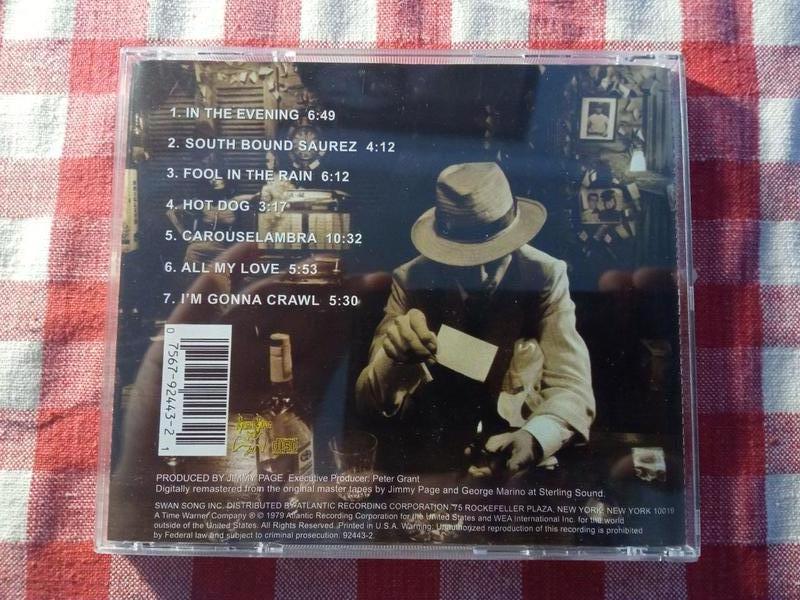 1. IN THE EVENING 6:49
2. SOUTH BOUND SAUREZ 4:12
3. FOOL IN THE RAIN 6:12
4. HOT DOG 3:17
5. CAROUSELAMBRA 10:32
6. ALL MY LOVE 5:53
7. I'M GONNA CRAWL 5:30
0 7567-92443-2 1
PRODUCED BY JIMMY PAGE. Executive Producer: Peter Grant
Digitally remastered from the original master tapes by Jimmy Page and George Marino at Sterling Sound.
SWAN SONG INC. DISTRIBUTED BY ATLANTIC RECORDING CORPORATION, 75 ROCKEFELLER PLAZA, NEW YORK, NEW YORK 10019
A Time Warner Company ℗ © 1979 Atlantic Recording Corporation for the United States and WEA International Inc. for the world
outside of the United States. All Rights Reserved. Printed in U.S.A. Warning: Unauthorized reproduction of this recording is prohibited
by Federal law and subject to criminal prosecution. 92443-2.